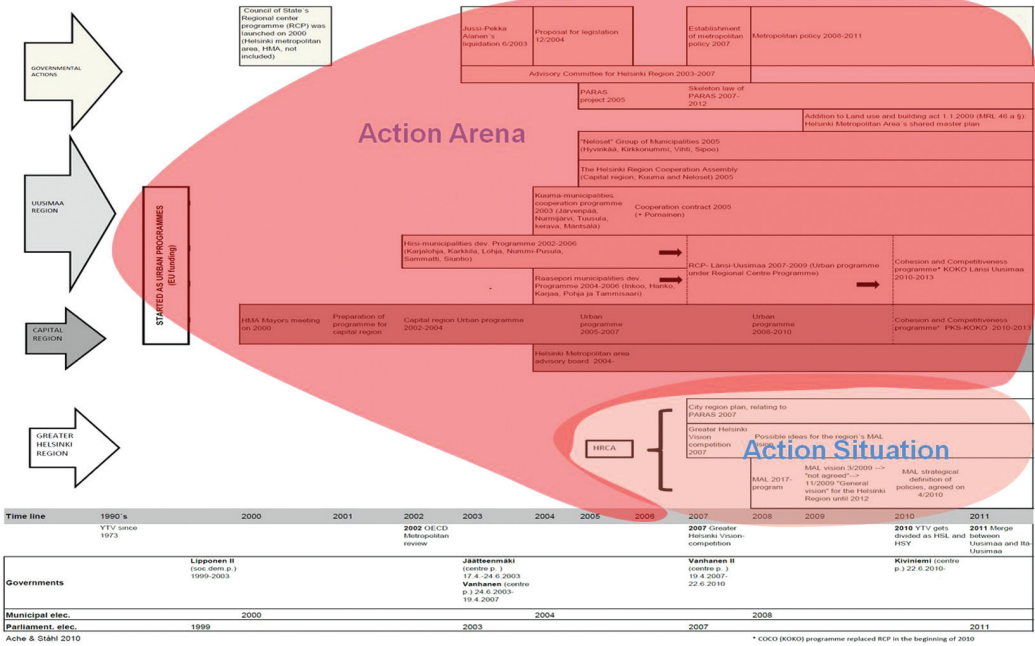 Council of State´s
Regional center
programme (RCP) was
launched on 2000
(Helsinki metropolitan
area, HMA, not
included)
Jussi-Pekka
Alanen´s
liquidation 6/2003
Proposal for legislation
12/2004
Establishment
of metropolitan
policy 2007
Metropolitan policy 2008-2011
GOVERNMENTAL
ACTIONS
Advisory Committee for Helsinki Region 2003-2007
PARAS
project 2005
Skeleton law of
PARAS 2007-
2012
Addition to Land use and building act 1.1.2009 (MRL 46 a §):
Helsinki Metropolitan Area´s shared master plan
Action Arena
"Neloset" Group of Municipalities 2005
(Hyvinkää, Kirkkonummi, Vihti, Sipoo)
The Helsinki Region Cooperation Assembly
(Capital region, Kuuma and Neloset) 2005
UUSIMAA
REGION
STARTED AS URBAN PROGRAMMES
(EU funding)
Kuuma-municipalities
cooperation programme
2003 (Järvenpää,
Nurmijärvi, Tuusula,
kerava, Mäntsälä)
Cooperation contract 2005
(+ Pornainen)
Hiisi-municipalities dev. Programme 2002-2006
(Karjalohja, Karkkila, Lohja, Nummi-Pusula,
Sammatti, Siuntio)
RCP- Länsi-Uusimaa 2007-2009 (Urban programme
under Regional Centre Programme)
Cohesion and Competitiveness
programme* KOKO Länsi Uusimaa
2010-2013
Raasepori municipalities dev.
Programme 2004-2006 (Inkoo, Hanko,
Karjaa, Pohja ja Tammisaari)
CAPITAL
REGION
HMA Mayors meeting
on 2000
Preparation of
programme for
capital region
Capital region Urban programme
2002-2004
Urban
programme
2005-2007
Urban
programme
2008-2010
Cohesion and Competitiveness
programme* PKS-KOKO 2010-2013
Helsinki Metropolitan area
advisory board 2004-
GREATER
HELSINKI
REGION
HRCA
City region plan, relating to
PARAS 2007
Greater Helsinki
Vision
competition
2007
Possible ideas for the region´s MAL
Action Situation
MAL 2017-
program
MAL vision 3/2009 -->
"not agreed"-->
11/2009 "General
vision" for the Helsinki
Region until 2012
MAL strategical
definition of
policies, agreed on
4/2010
Time line 1990´s 2000 2001 2002 2003 2004 2005 2006 2007 2008 2009 2010 2011
YTV since
1973
2002 OECD
Metropolitan
review
2007 Greater
Helsinki Vision-
competition
2010 YTV gets
divided as HSL and
HSY
2011 Merge
between
Uusimaa and Itä-
Uusimaa
Governments
Lipponen II
(soc.dem.p.)
1999-2003
Jäätteenmäki
(centre p. )
17.4.-24.6.2003
Vanhanen (centre
p.) 24.6.2003-
19.4.2007
Vanhanen II
(centre p.)
19.4.2007-
22.6.2010
Kiviniemi (centre
p.) 22.6.2010-
Municipal elec. 2000 2004 2008
Parliament. elec. 1999 2003 2007 2011
Ache & Ståhl 2010
* COCO (KOKO) programme replaced RCP in the beginning of 2010